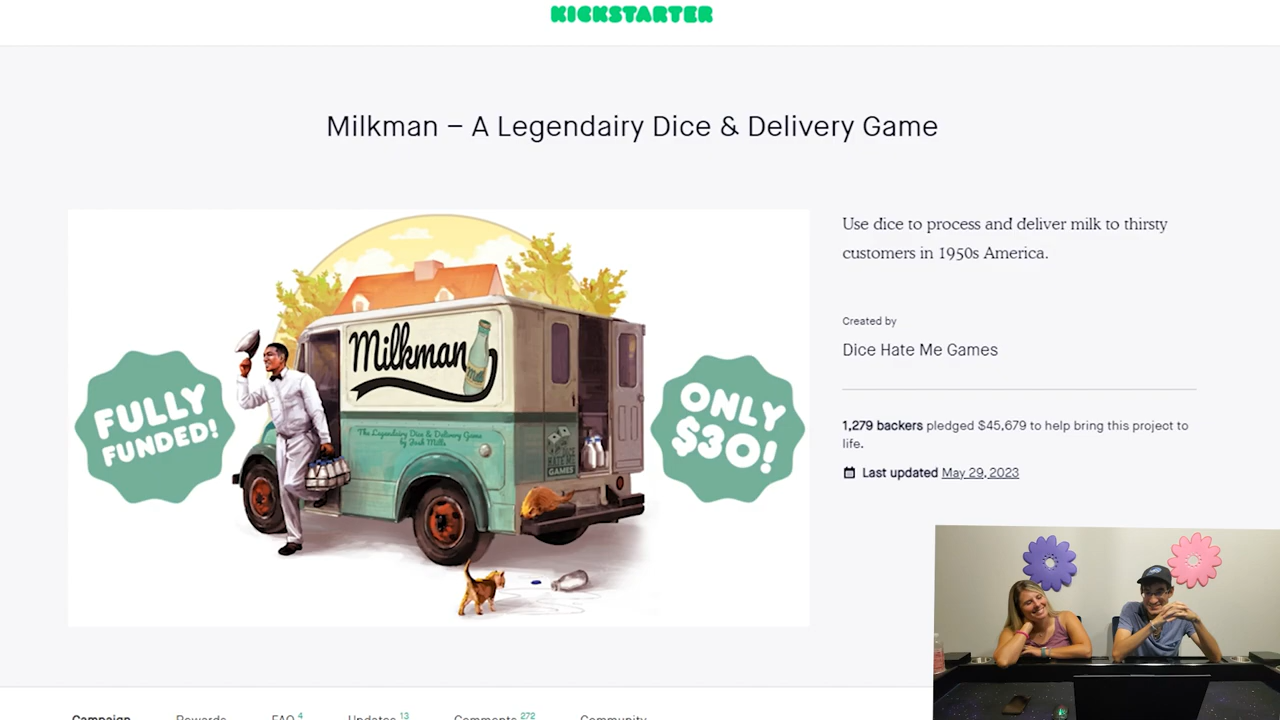 KICKSTARTER
Milkman – A Legendairy Dice & Delivery Game
Use dice to process and deliver milk to thirsty
customers in 1950s America.
Created by
Dice Hate Me Games
1,279 backers pledged $45,679 to help bring this project to
life.
Last updated May 29, 2023
FULLY
FUNDED!
Milkman
The Legendairy Dice & Delivery Game
by Josh Mills
DICE
HATE ME
GAMES
ONLY
$30!
Campaign Rewards FAQ 4 Updates 13 Comments 272 Community